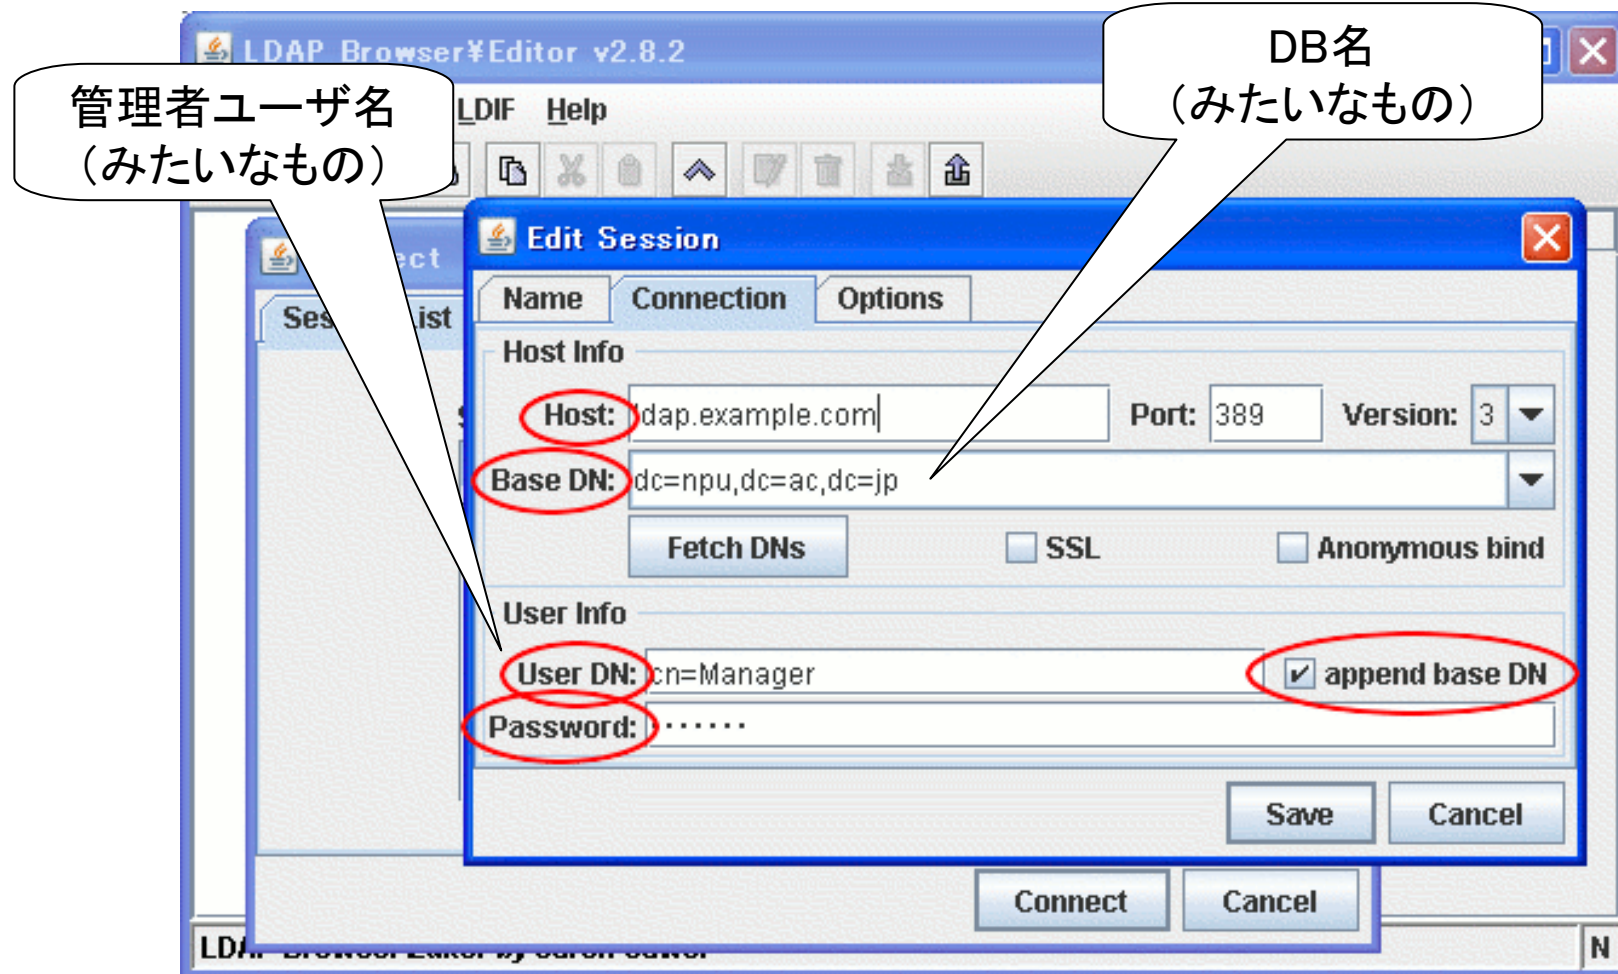 LDAP Browser¥Editor v2.8.2
管理者ユーザ名
（みたいなもの）
DB名
（みたいなもの）
LDIF Help
Edit Session
Name Connection Options
Host Info
Host: ldap.example.com Port: 389 Version: 3
Base DN: dc=npu,dc=ac,dc=jp
Fetch DNs SSL Anonymous bind
User Info
User DN: cn=Manager append base DN
Password: ·······
Save Cancel
Connect Cancel